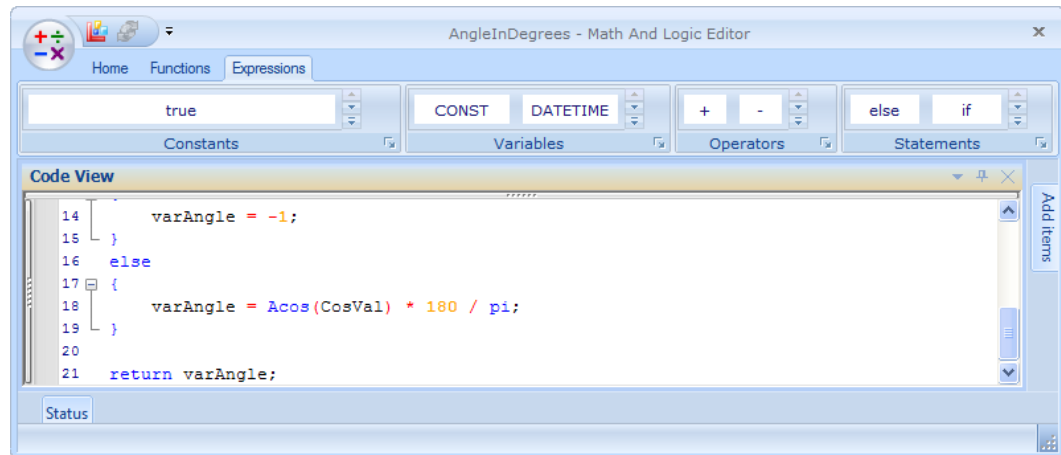 AngleInDegrees - Math And Logic Editor
Home Functions Expressions
true CONST DATETIME + - else if
Constants Variables Operators Statements
Code View
Add items
14 varAngle = -1;
15 }
16 else
17 {
18 varAngle = Acos(CosVal) * 180 / pi;
19 }
20
21 return varAngle;
Status